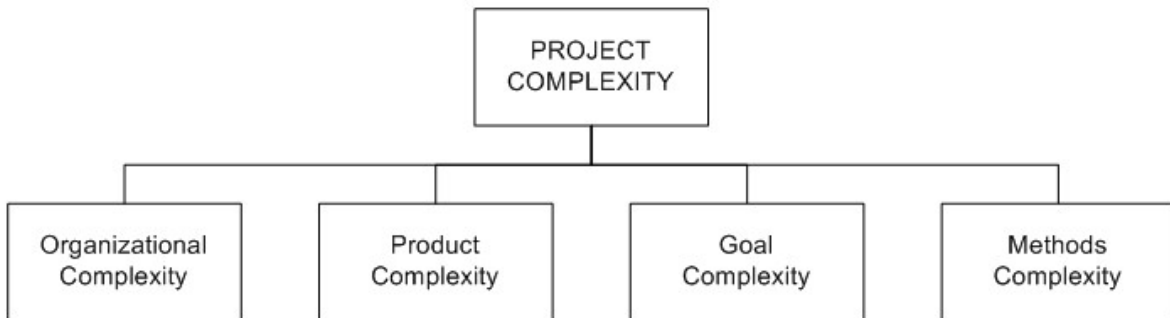 PROJECT
COMPLEXITY
Organizational
Complexity
Product
Complexity
Goal
Complexity
Methods
Complexity